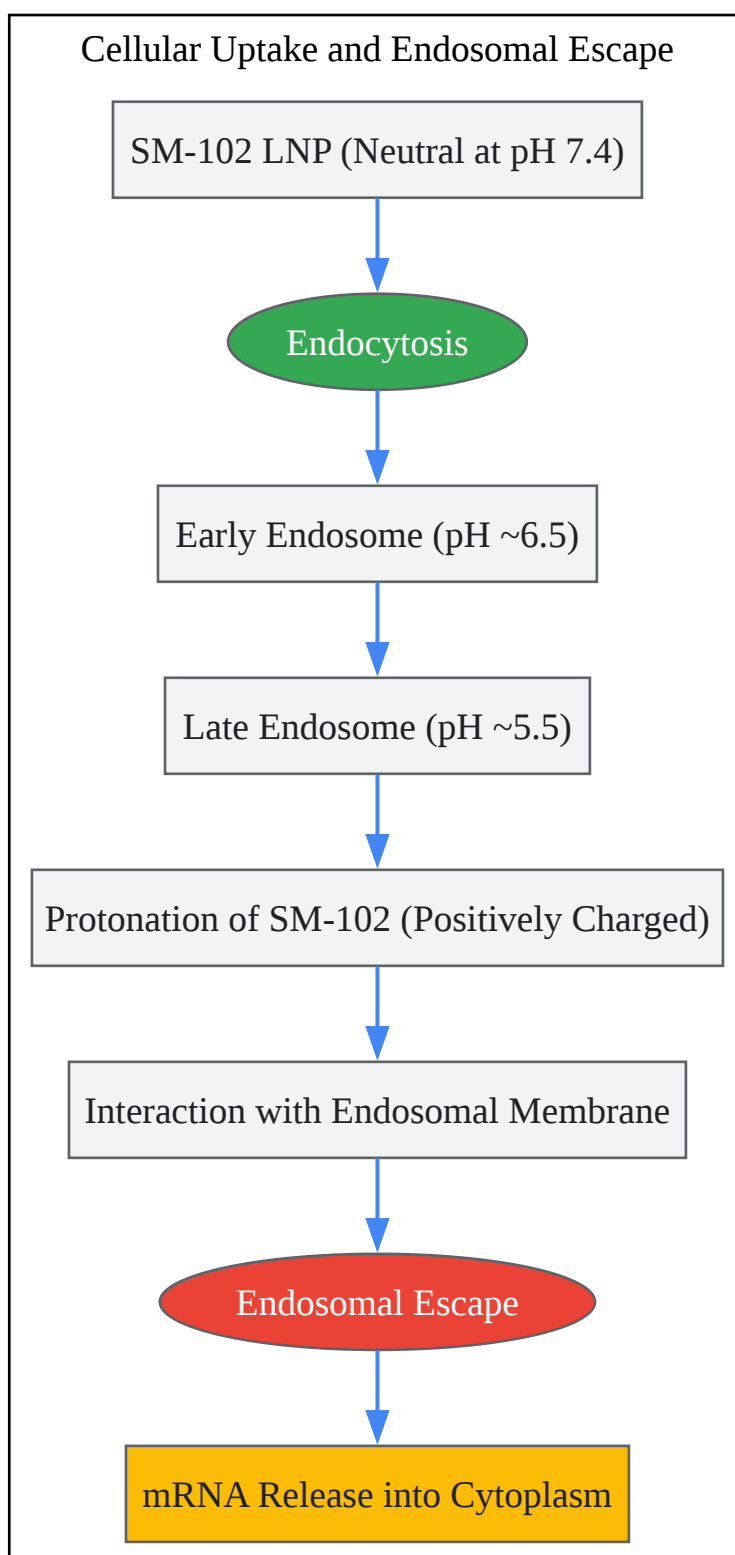 Cellular Uptake and Endosomal Escape
SM-102 LNP (Neutral at pH 7.4)
Endocytosis
Early Endosome (pH ~6.5)
Late Endosome (pH ~5.5)
Protonation of SM-102 (Positively Charged)
Interaction with Endosomal Membrane
Endosomal Escape
mRNA Release into Cytoplasm